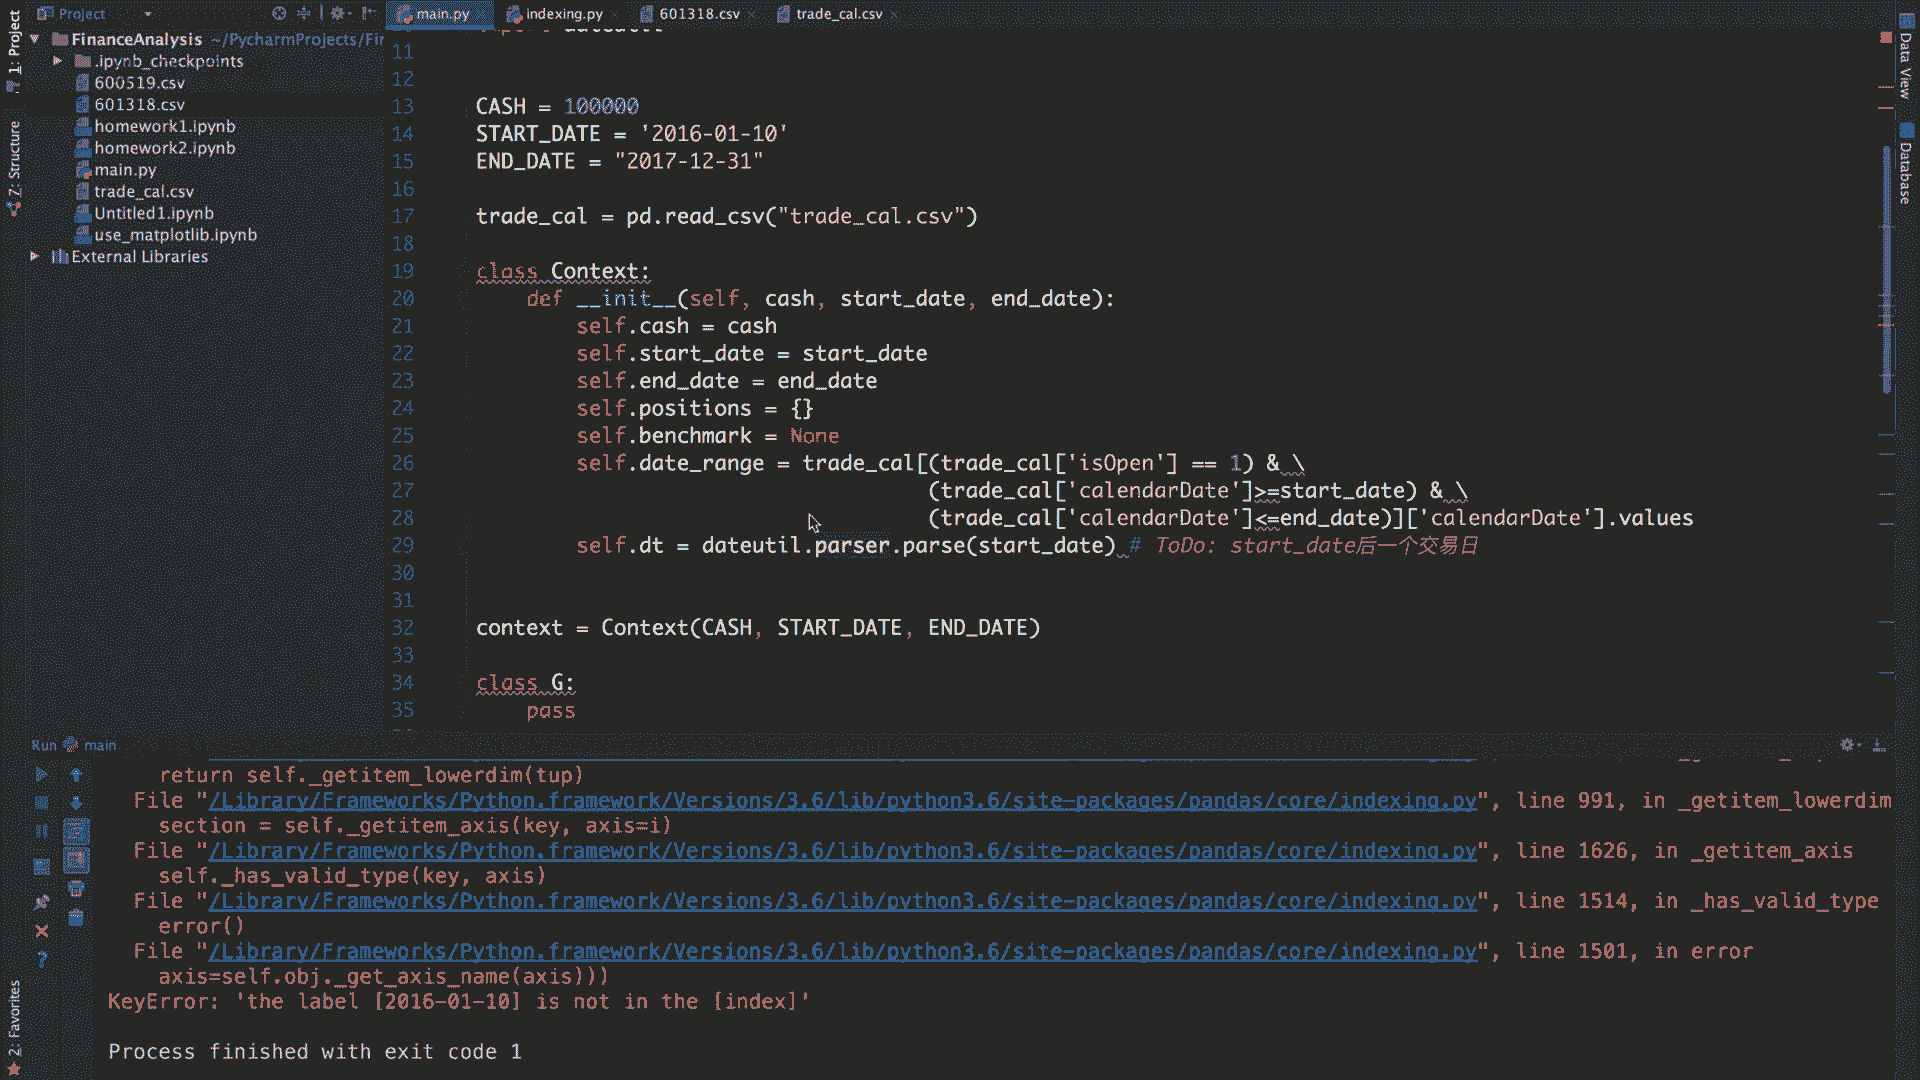 Project
main.py
indexing.py
601318.csv
trade_cal.csv
1: Project
Z: Structure
2: Favorites
Data View
Database
FinanceAnalysis ~/PycharmProjects/Fir
.ipynb_checkpoints
600519.csv
601318.csv
homework1.ipynb
homework2.ipynb
main.py
trade_cal.csv
Untitled1.ipynb
use_matplotlib.ipynb
External Libraries
11
12
13 CASH = 100000
14 START_DATE = '2016-01-10'
15 END_DATE = "2017-12-31"
16
17 trade_cal = pd.read_csv("trade_cal.csv")
18
19 class Context:
20     def __init__(self, cash, start_date, end_date):
21         self.cash = cash
22         self.start_date = start_date
23         self.end_date = end_date
24         self.positions = {}
25         self.benchmark = None
26         self.date_range = trade_cal[(trade_cal['isOpen'] == 1) & \
27                                     (trade_cal['calendarDate']>=start_date) & \
28                                     (trade_cal['calendarDate']<=end_date)]['calendarDate'].values
29         self.dt = dateutil.parser.parse(start_date) # ToDo: start_date后一个交易日
30
31
32 context = Context(CASH, START_DATE, END_DATE)
33
34 class G:
35     pass
Run main
return self._getitem_lowerdim(tup)
File "/Library/Frameworks/Python.framework/Versions/3.6/lib/python3.6/site-packages/pandas/core/indexing.py", line 991, in _getitem_lowerdim
section = self._getitem_axis(key, axis=i)
File "/Library/Frameworks/Python.framework/Versions/3.6/lib/python3.6/site-packages/pandas/core/indexing.py", line 1626, in _getitem_axis
self._has_valid_type(key, axis)
File "/Library/Frameworks/Python.framework/Versions/3.6/lib/python3.6/site-packages/pandas/core/indexing.py", line 1514, in _has_valid_type
error()
File "/Library/Frameworks/Python.framework/Versions/3.6/lib/python3.6/site-packages/pandas/core/indexing.py", line 1501, in error
axis=self.obj._get_axis_name(axis)))
KeyError: 'the label [2016-01-10] is not in the [index]'
Process finished with exit code 1